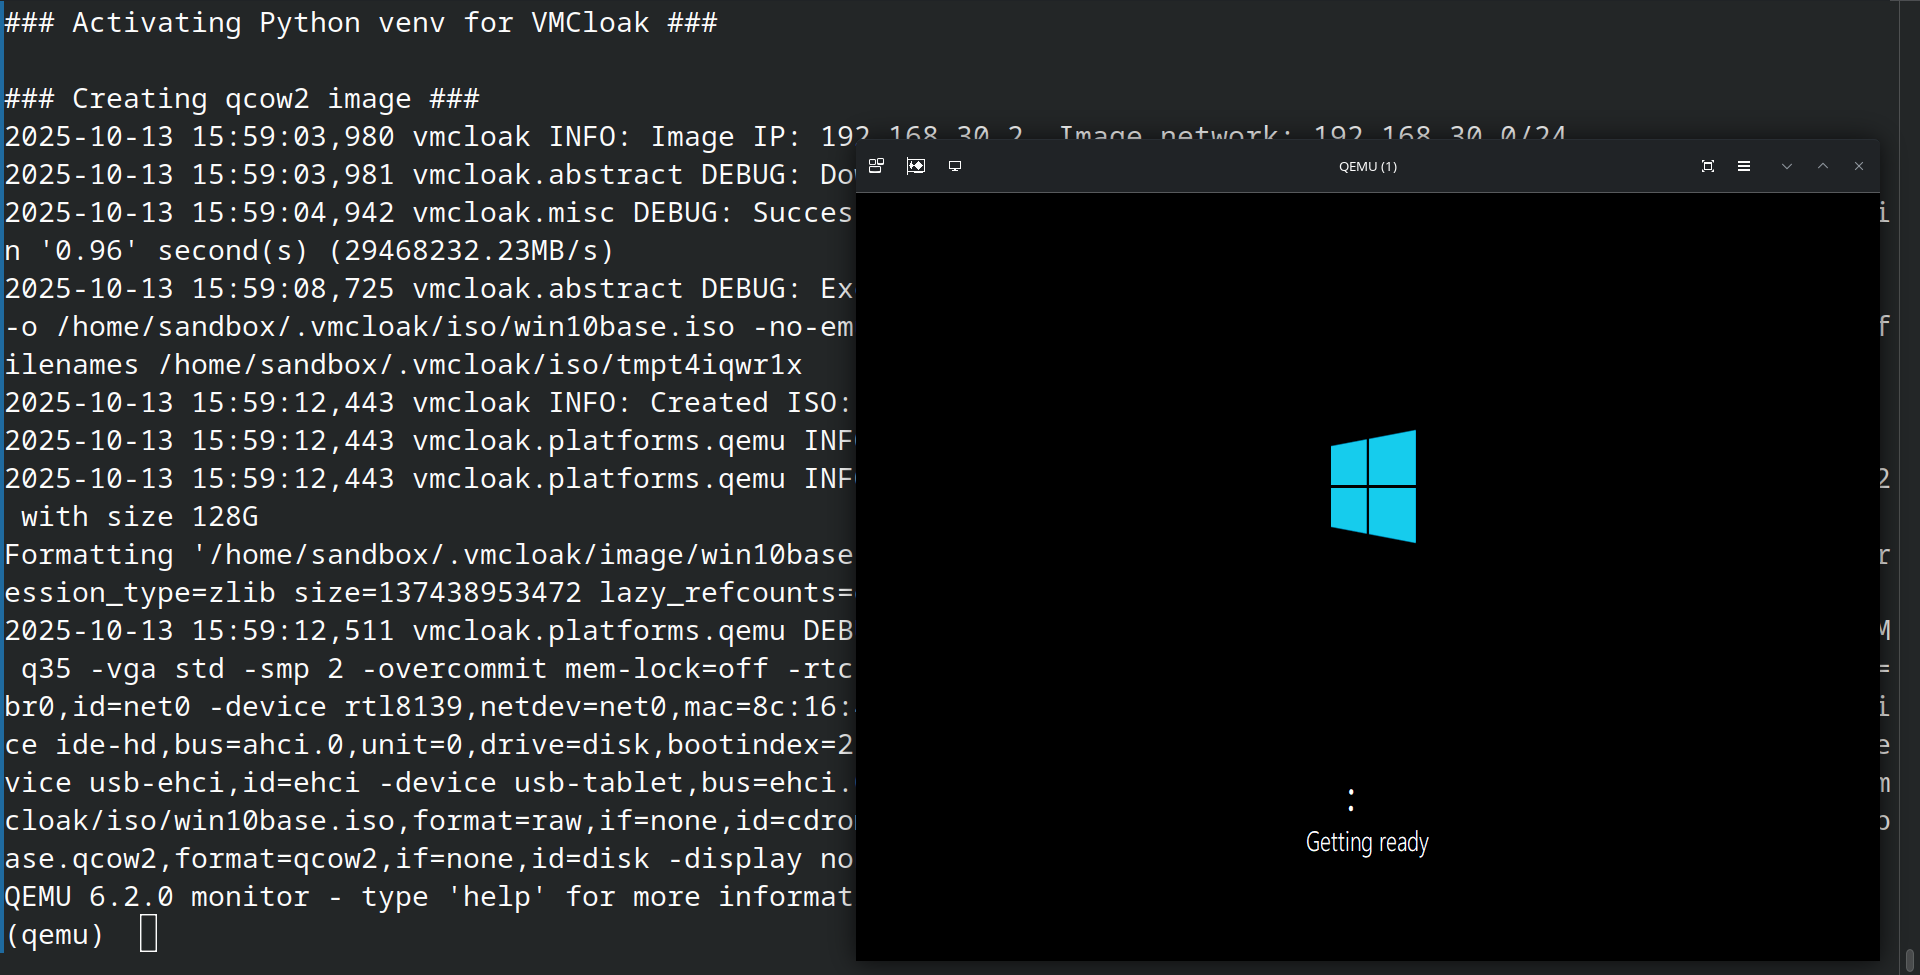 ### Activating Python venv for VMCloak ###
### Creating qcow2 image ###
2025-10-13 15:59:03,980 vmcloak INFO: Image IP: 192.168.30.2, Image network: 192.168.30.0/24
2025-10-13 15:59:03,981 vmcloak.abstract DEBUG: Do
2025-10-13 15:59:04,942 vmcloak.misc DEBUG: Succes
i
n '0.96' second(s) (29468232.23MB/s)
2025-10-13 15:59:08,725 vmcloak.abstract DEBUG: Ex
-o /home/sandbox/.vmcloak/iso/win10base.iso -no-em
f
ilenames /home/sandbox/.vmcloak/iso/tmpt4iqwr1x
2025-10-13 15:59:12,443 vmcloak INFO: Created ISO:
2025-10-13 15:59:12,443 vmcloak.platforms.qemu INF
2025-10-13 15:59:12,443 vmcloak.platforms.qemu INF
2
with size 128G
Formatting '/home/sandbox/.vmcloak/image/win10base
r
ession_type=zlib size=137438953472 lazy_refcounts=
2025-10-13 15:59:12,511 vmcloak.platforms.qemu DEB
M
q35 -vga std -smp 2 -overcommit mem-lock=off -rtc
=
br0,id=net0 -device rtl8139,netdev=net0,mac=8c:16:
i
ce ide-hd,bus=ahci.0,unit=0,drive=disk,bootindex=2
e
vice usb-ehci,id=ehci -device usb-tablet,bus=ehci.
m
cloak/iso/win10base.iso,format=raw,if=none,id=cdro
o
ase.qcow2,format=qcow2,if=none,id=disk -display no
QEMU 6.2.0 monitor - type 'help' for more informat
(qemu)
QEMU (1)
Getting ready